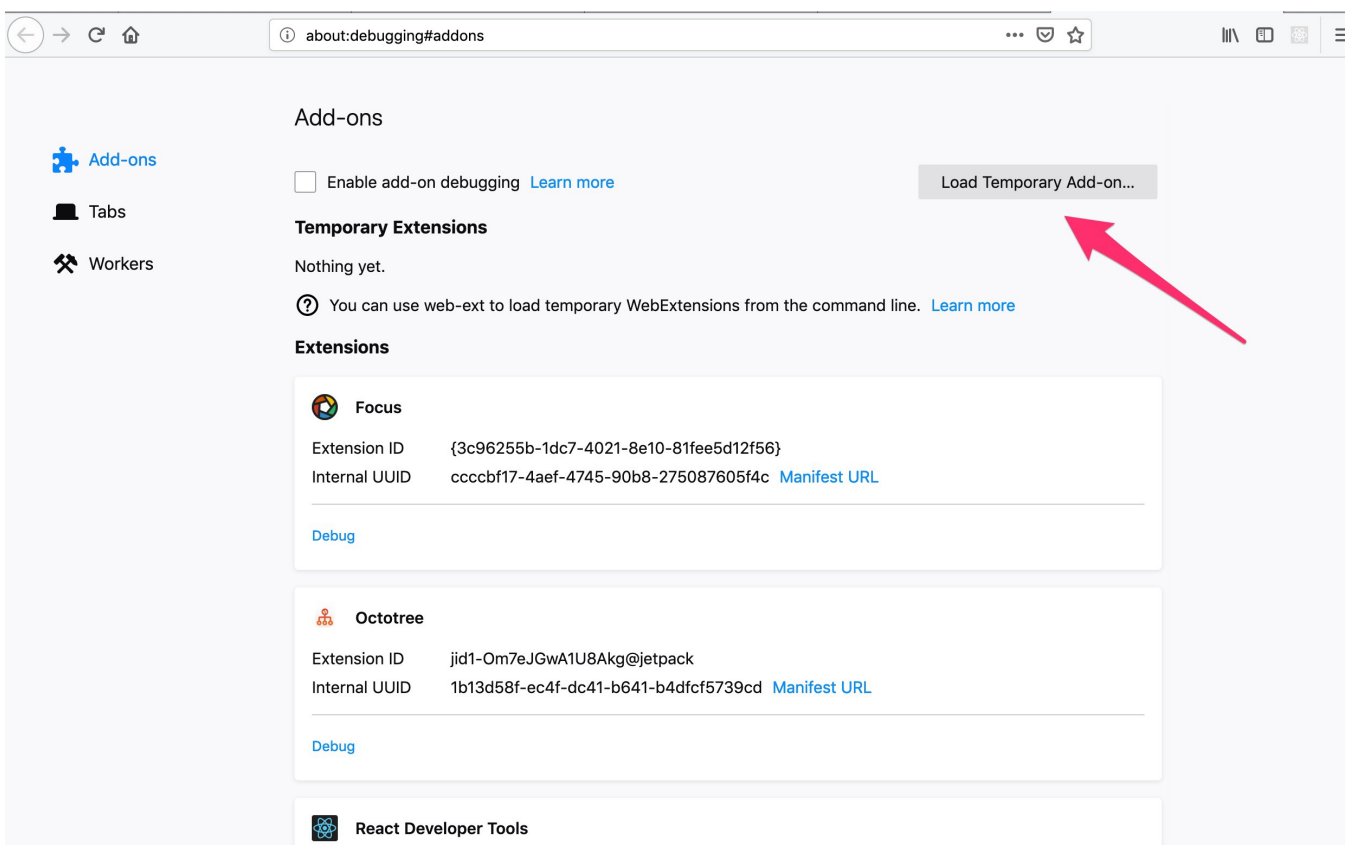 about:debugging#addons
Add-ons
Add-ons
Enable add-on debugging Learn more
Load Temporary Add-on...
Tabs
Temporary Extensions
Workers
Nothing yet.
You can use web-ext to load temporary WebExtensions from the command line. Learn more
Extensions
Focus
Extension ID {3c96255b-1dc7-4021-8e10-81fee5d12f56}
Internal UUID ccccbf17-4aef-4745-90b8-275087605f4c Manifest URL
Debug
Octotree
Extension ID jid1-Om7eJGwA1U8Akg@jetpack
Internal UUID 1b13d58f-ec4f-dc41-b641-b4dfcf5739cd Manifest URL
Debug
React Developer Tools